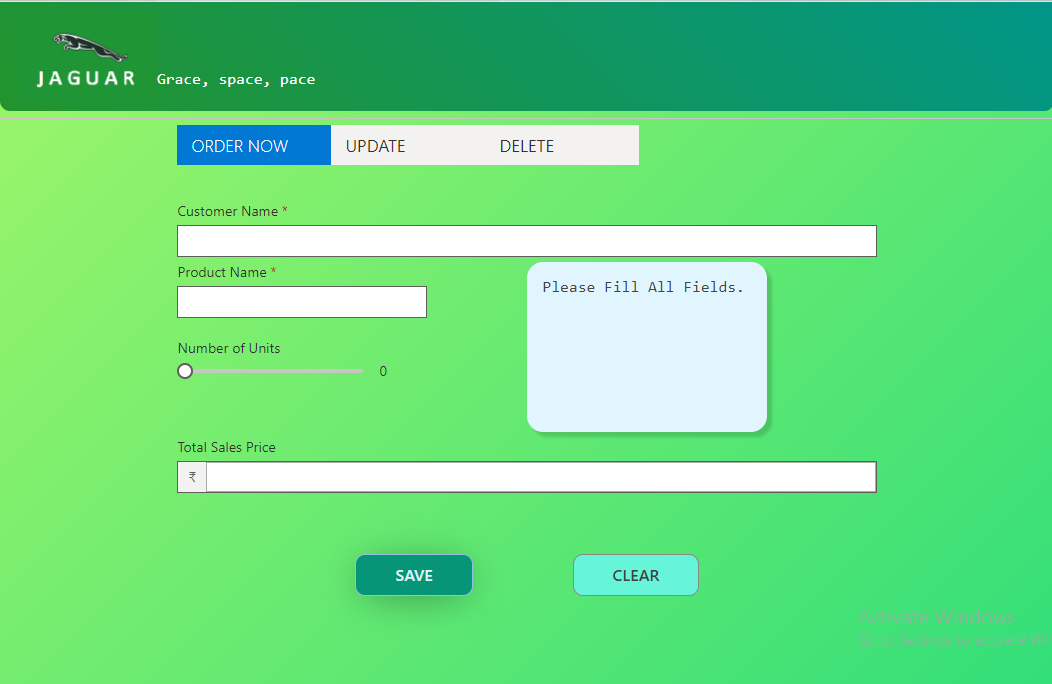 JAGUAR Grace, space, pace
ORDER NOW UPDATE DELETE
Customer Name *
Product Name *
Please Fill All Fields.
Number of Units
0
Total Sales Price
₹
SAVE CLEAR
Activate Windows
Go to Settings to activate Wi